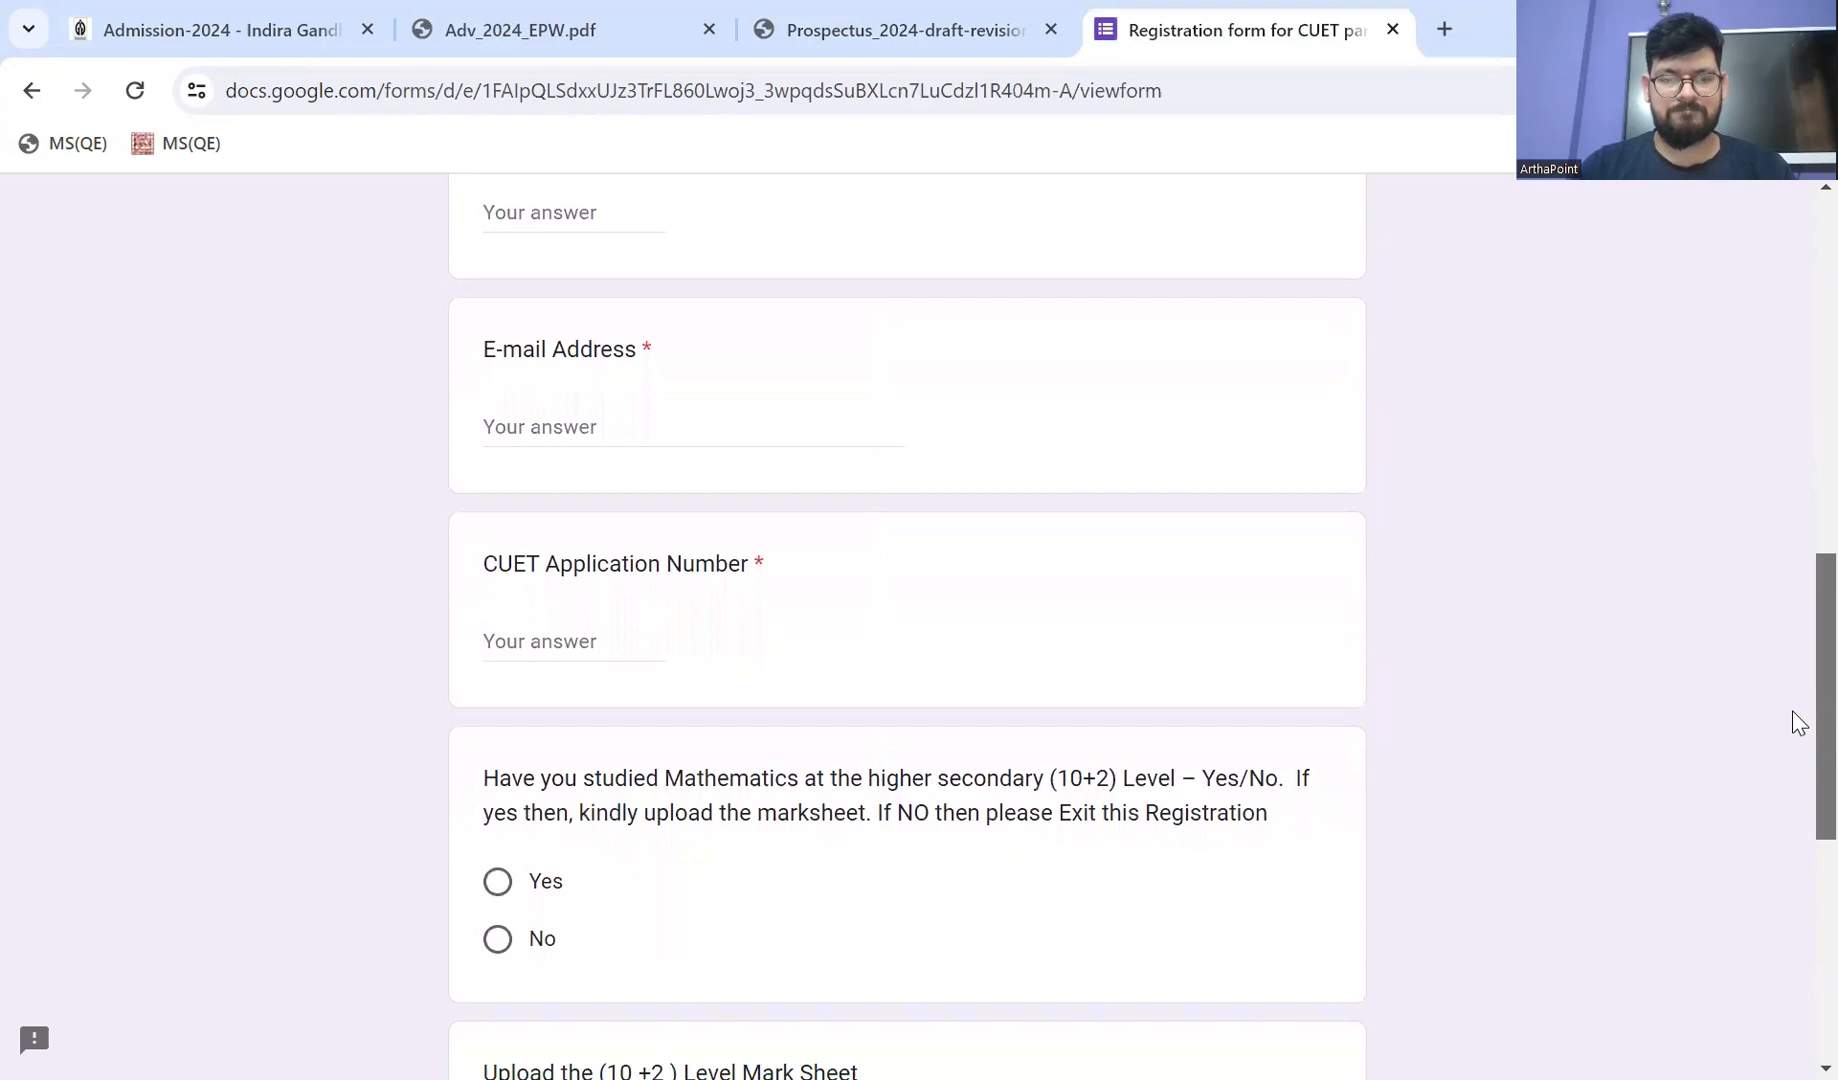 Admission-2024 - Indira Gandh
Adv_2024_EPW.pdf
Prospectus_2024-draft-revision
Registration form for CUET par
docs.google.com/forms/d/e/1FAIpQLSdxxUJz3TrFL860Lwoj3_3wpqdsSuBXLcn7LuCdzl1R404m-A/viewform
MS(QE)
MS(QE)
ArthaPoint
Your answer
E-mail Address *
Your answer
CUET Application Number *
Your answer
Have you studied Mathematics at the higher secondary (10+2) Level – Yes/No. If
yes then, kindly upload the marksheet. If NO then please Exit this Registration
Yes
No
Upload the (10 +2 ) Level Mark Sheet